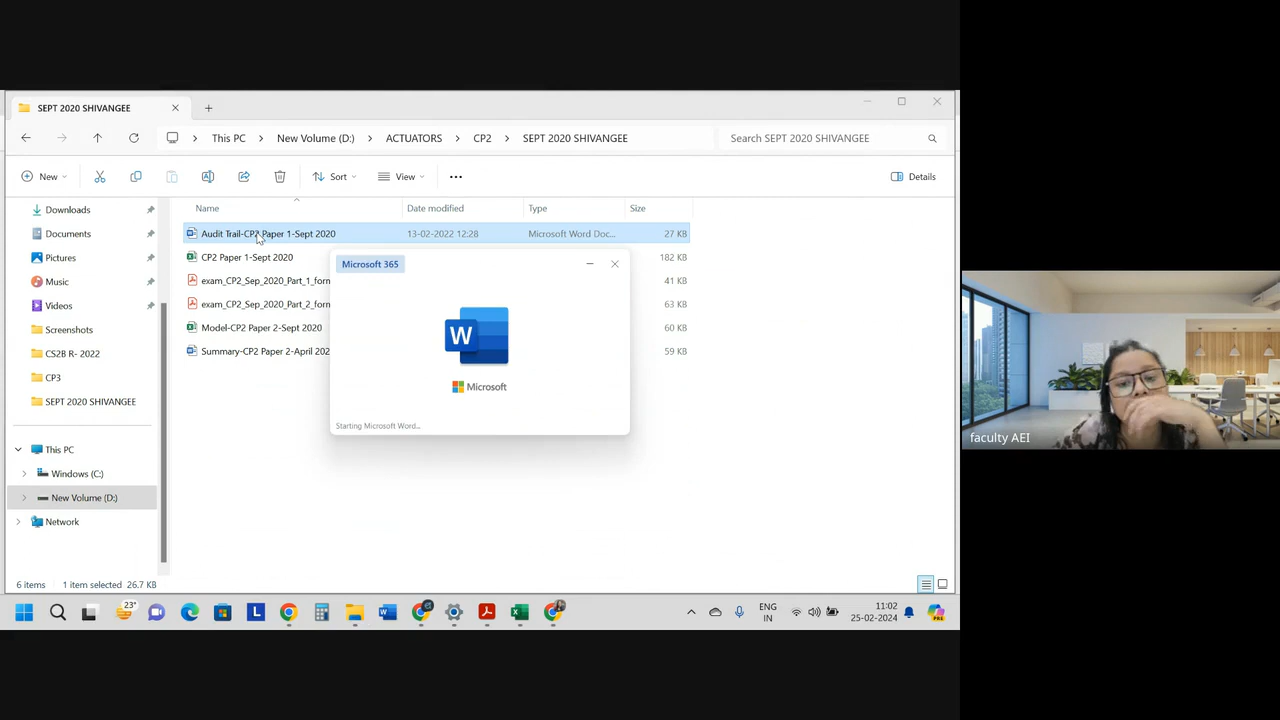 SEPT 2020 SHIVANGEE
This PC
New Volume (D:)
ACTUATORS
CP2
SEPT 2020 SHIVANGEE
Search SEPT 2020 SHIVANGEE
New
Sort
View
Details
Downloads
Documents
Pictures
Music
Videos
Screenshots
CS2B R- 2022
CP3
SEPT 2020 SHIVANGEE
This PC
Windows (C:)
New Volume (D:)
Network
Name
Date modified
Type
Size
Audit Trail-CP2 Paper 1-Sept 2020
13-02-2022 12:28
Microsoft Word Doc...
27 KB
CP2 Paper 1-Sept 2020
182 KB
exam_CP2_Sep_2020_Part_1_forn
41 KB
exam_CP2_Sep_2020_Part_2_forn
63 KB
Model-CP2 Paper 2-Sept 2020
60 KB
Summary-CP2 Paper 2-April 202
59 KB
Microsoft 365
W
Microsoft
Starting Microsoft Word...
6 items
1 item selected 26.7 KB
23°
L
W
ENG
IN
11:02
25-02-2024
PRE
faculty AEI